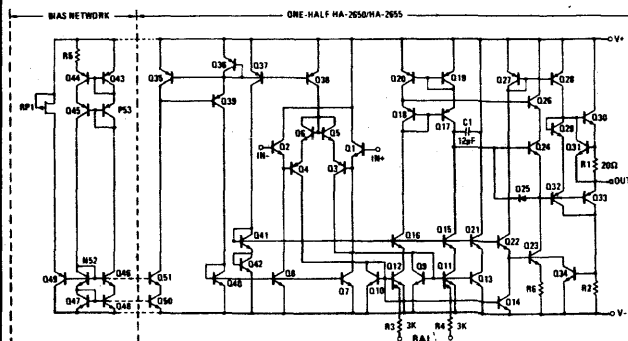 BIAS NETWORK
ONE-HALF HA-2650/HA-2655
V+
R5
Q44
Q43
Q35
Q36
Q37
Q38
Q20
Q19
Q27
Q28
RP1
Q45
P53
Q39
Q18
Q17
Q26
Q29
Q30
C1
12pF
Q6
Q5
Q2
Q1
IN-
IN+
Q24
Q31
R1
20Ω
OUT
Q4
Q3
Q25
Q32
Q33
Q41
Q16
Q15
Q21
Q22
Q42
Q23
N52
Q49
Q46
Q51
Q40
Q8
Q7
Q10
Q12
Q9
Q11
Q13
Q34
Q47
Q48
Q50
Q14
R6
R2
V-
R3
3K
R4
3K
BAL